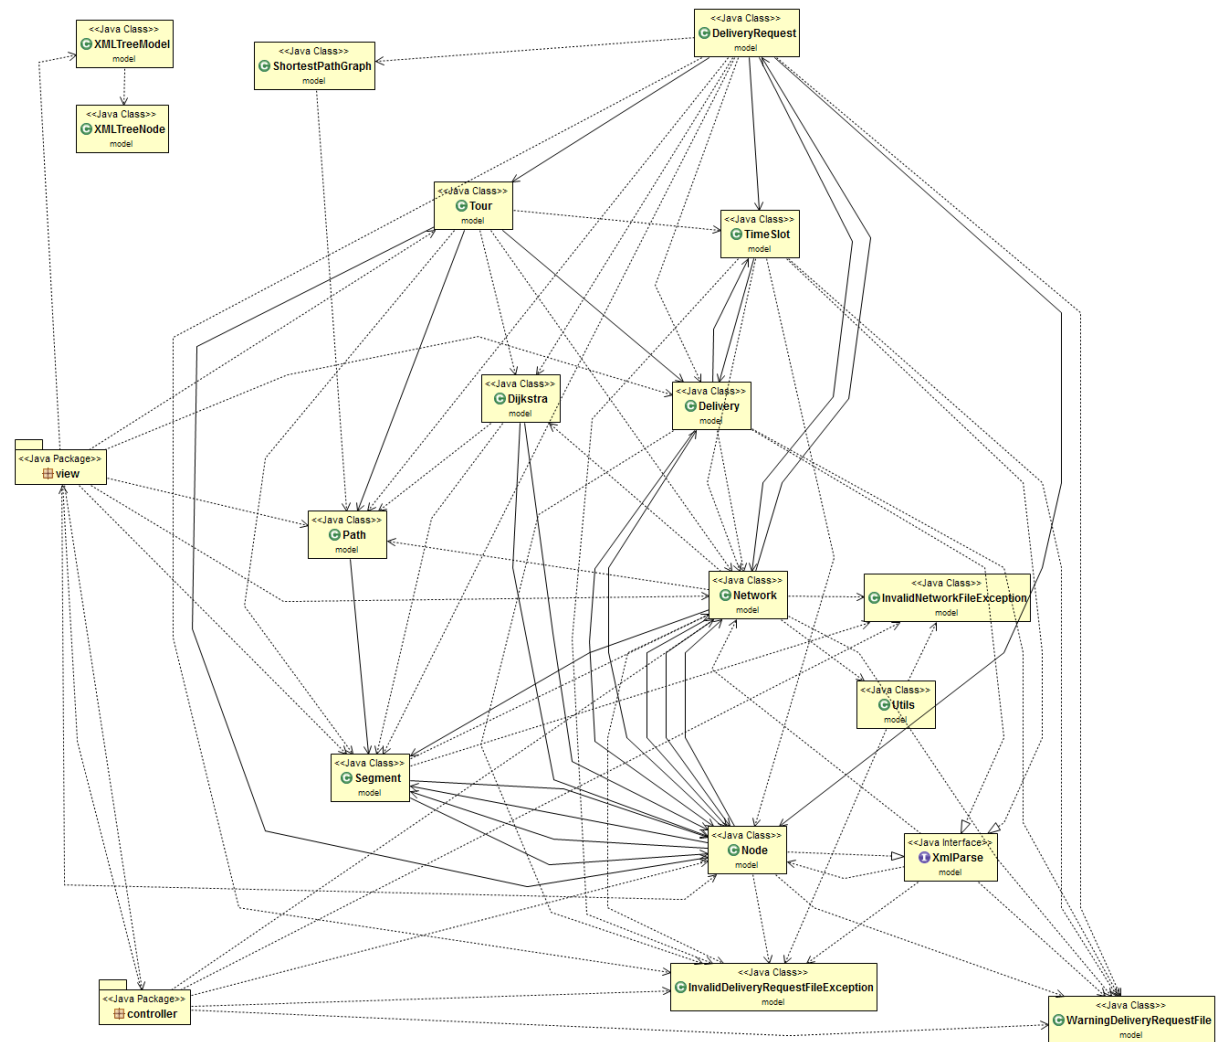 <<Java Class>>
XMLTreeModel
model
<<Java Class>>
DeliveryRequest
model
<<Java Class>>
ShortestPathGraph
model
<<Java Class>>
XMLTreeNode
model
<<Java Class>>
Tour
model
<<Java Class>>
TimeSlot
model
<<Java Class>>
Dijkstra
model
<<Java Class>>
Delivery
model
<<Java Package>>
view
<<Java Class>>
Path
model
<<Java Class>>
Network
model
<<Java Class>>
InvalidNetworkFileException
model
<<Java Class>>
Utils
model
<<Java Class>>
Segment
model
<<Java Class>>
Node
model
<<Java Interface>>
XmlParse
model
<<Java Class>>
InvalidDeliveryRequestFileException
model
<<Java Package>>
controller
<<Java Class>>
WarningDeliveryRequestFile
model